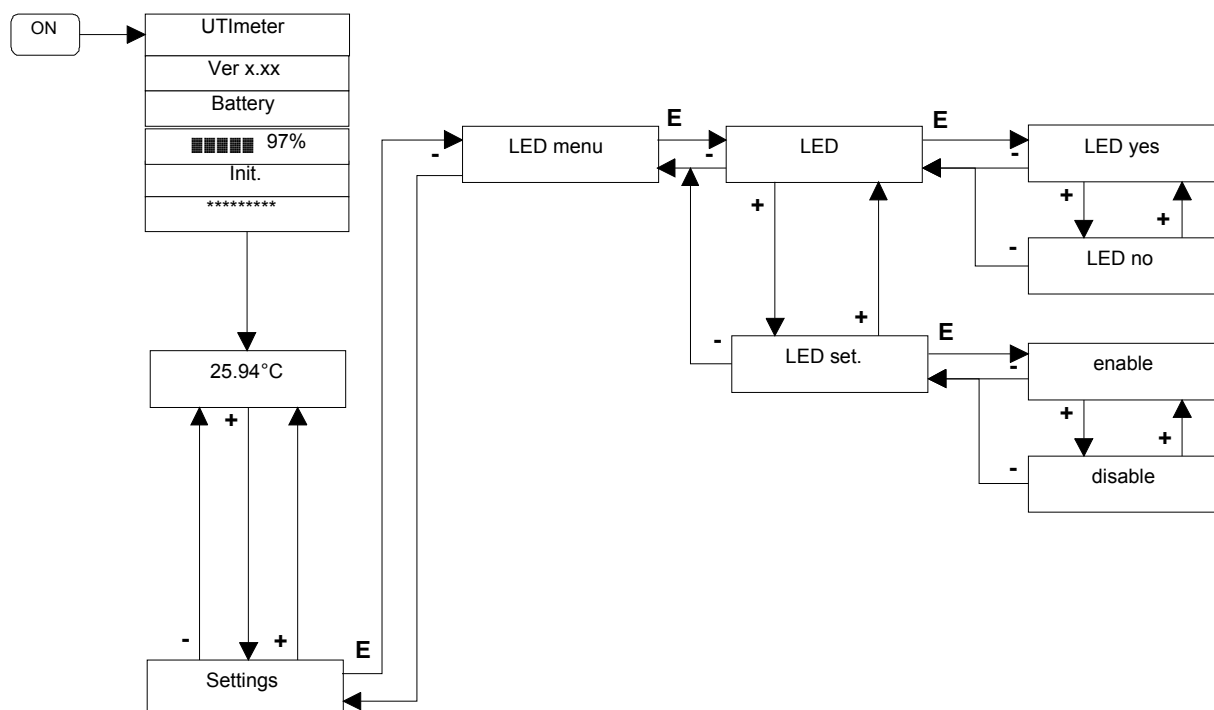 ON
UTImeter
Ver x.xx
Battery
97%
Init.
*********
25.94°C
+
-
+
E
Settings
-
LED menu
E
-
LED
E
-
LED yes
+
+
-
LED no
+
+
-
LED set.
E
-
enable
+
+
-
disable